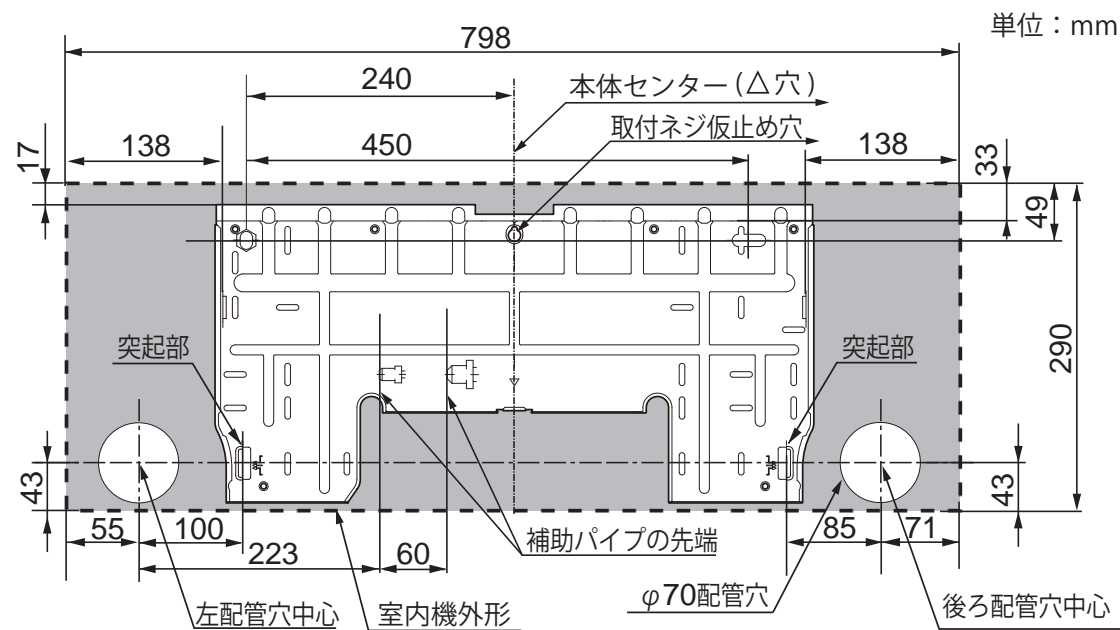 単位：mm
798
240
本体センター(△穴)
取付ネジ仮止め穴
17
138
450
138
33
49
突起部
突起部
290
43
43
55
100
85
71
223
60
補助パイプの先端
φ70配管穴
左配管穴中心
室内機外形
後ろ配管穴中心